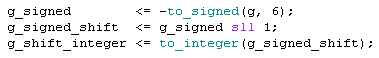 g_signed        <= -to_signed(g, 6);
g_signed_shift  <= g_signed sll 1;
g_shift_integer <= to_integer(g_signed_shift);